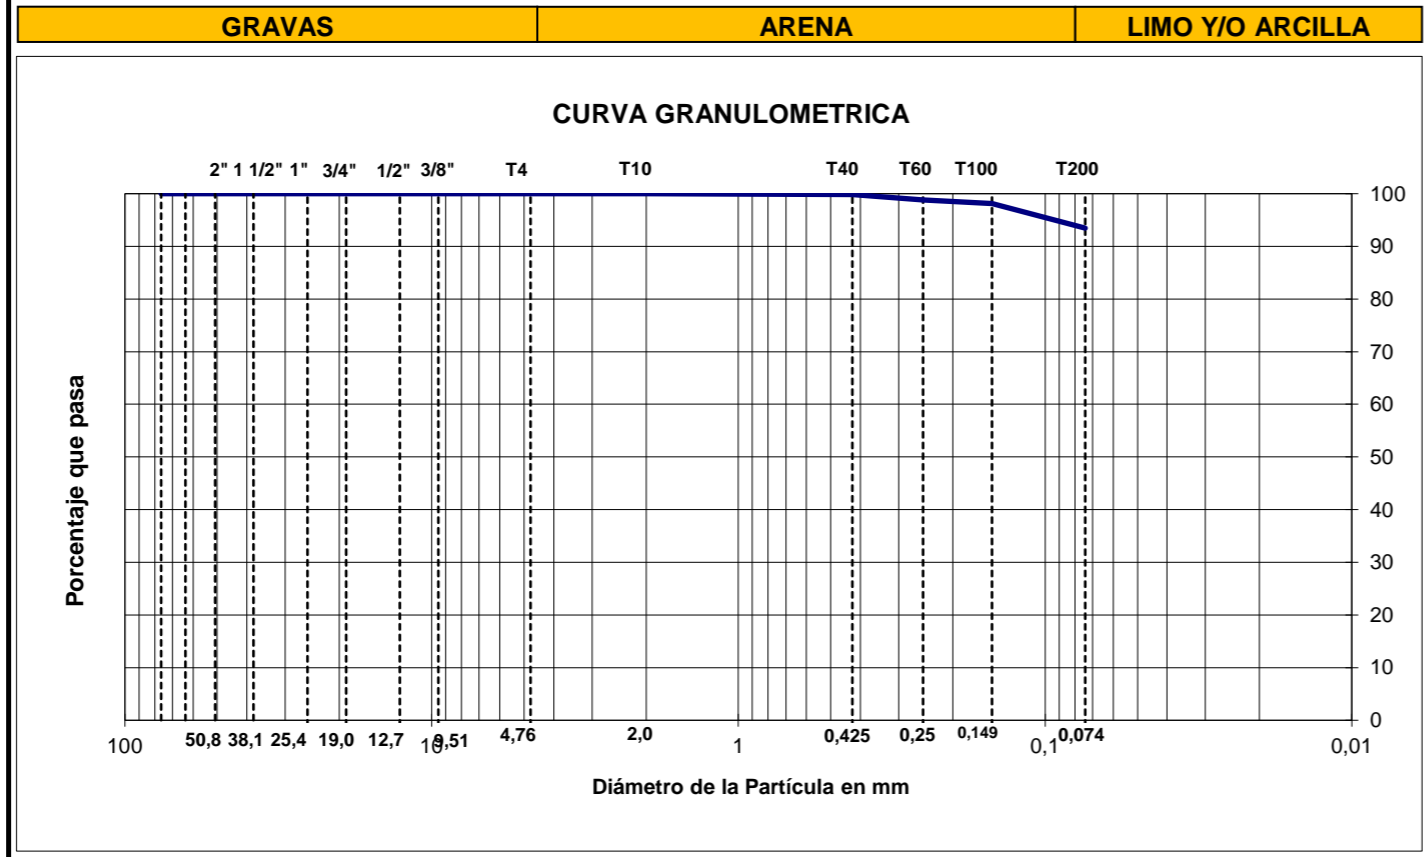 GRAVAS ARENA LIMO Y/O ARCILLA
CURVA GRANULOMETRICA
2" 1 1/2" 1" 3/4" 1/2" 3/8" T4 T10 T40 T60 T100 T200
100
90
80
70
60
50
40
30
20
10
0
Porcentaje que pasa
100 50,8 38,1 25,4 19,0 12,7 10 9,51 4,76 2,0 1 0,425 0,25 0,149 0,1 0,074 0,01
Diámetro de la Partícula en mm